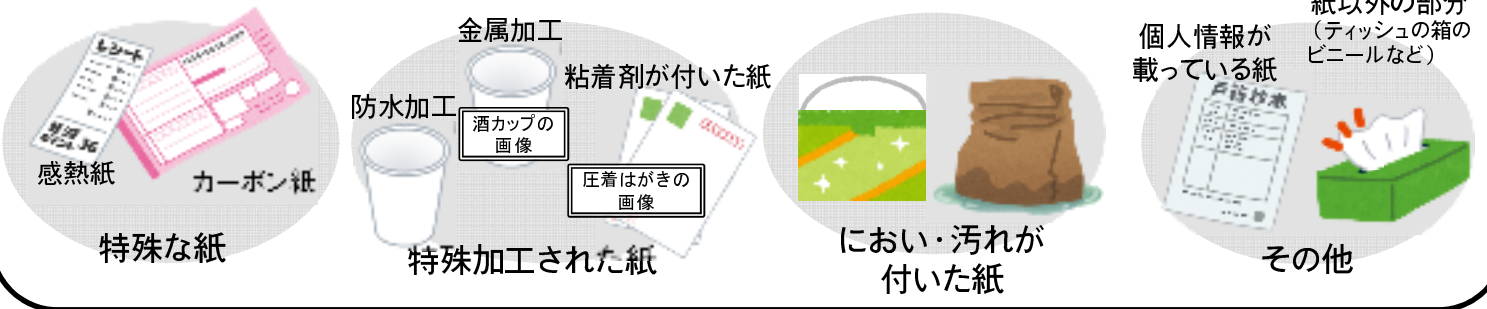 レシート
感熱紙
カーボン紙
特殊な紙
金属加工
防水加工
酒カップの
画像
粘着剤が付いた紙
圧着はがきの
画像
特殊加工された紙
におい・汚れが
付いた紙
個人情報が
載っている紙
紙以外の部分
（ティッシュの箱の
ビニールなど）
その他